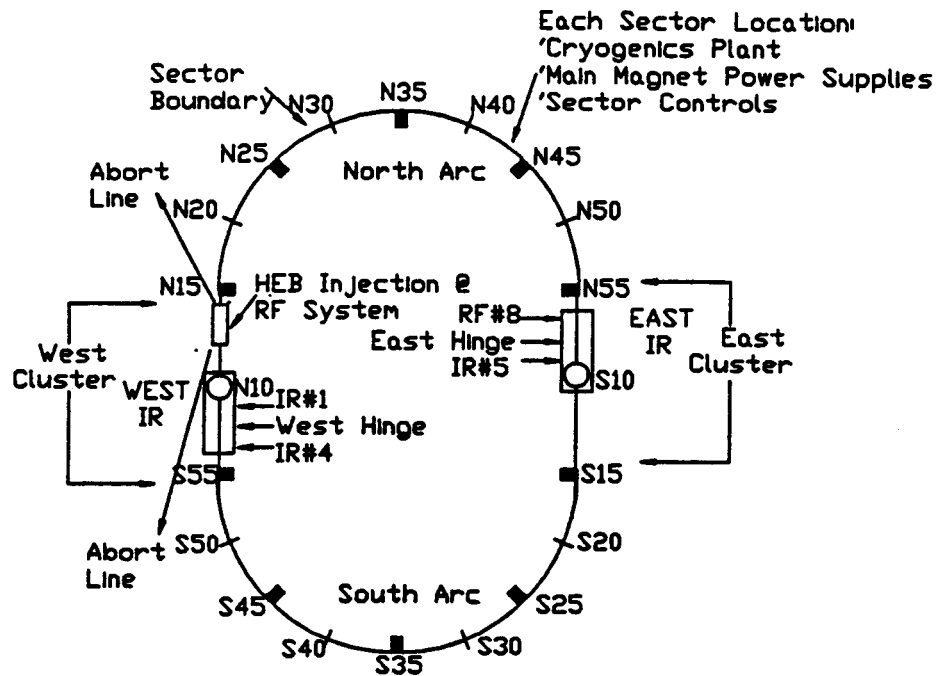 Each Sector Location:
'Cryogenics Plant
'Main Magnet Power Supplies
'Sector Controls
Sector
Boundary
N30
N35
N40
N25
North Arc
N45
Abort
Line
N20
N50
N15
HEB Injection @
RF System
N55
RF#8
East Hinge
IR#5
EAST
IR
East
Cluster
West
Cluster
WEST
IR
N10
IR#1
West Hinge
IR#4
S10
S55
S15
Abort
Line
S50
S20
S45
South Arc
S25
S40
S35
S30